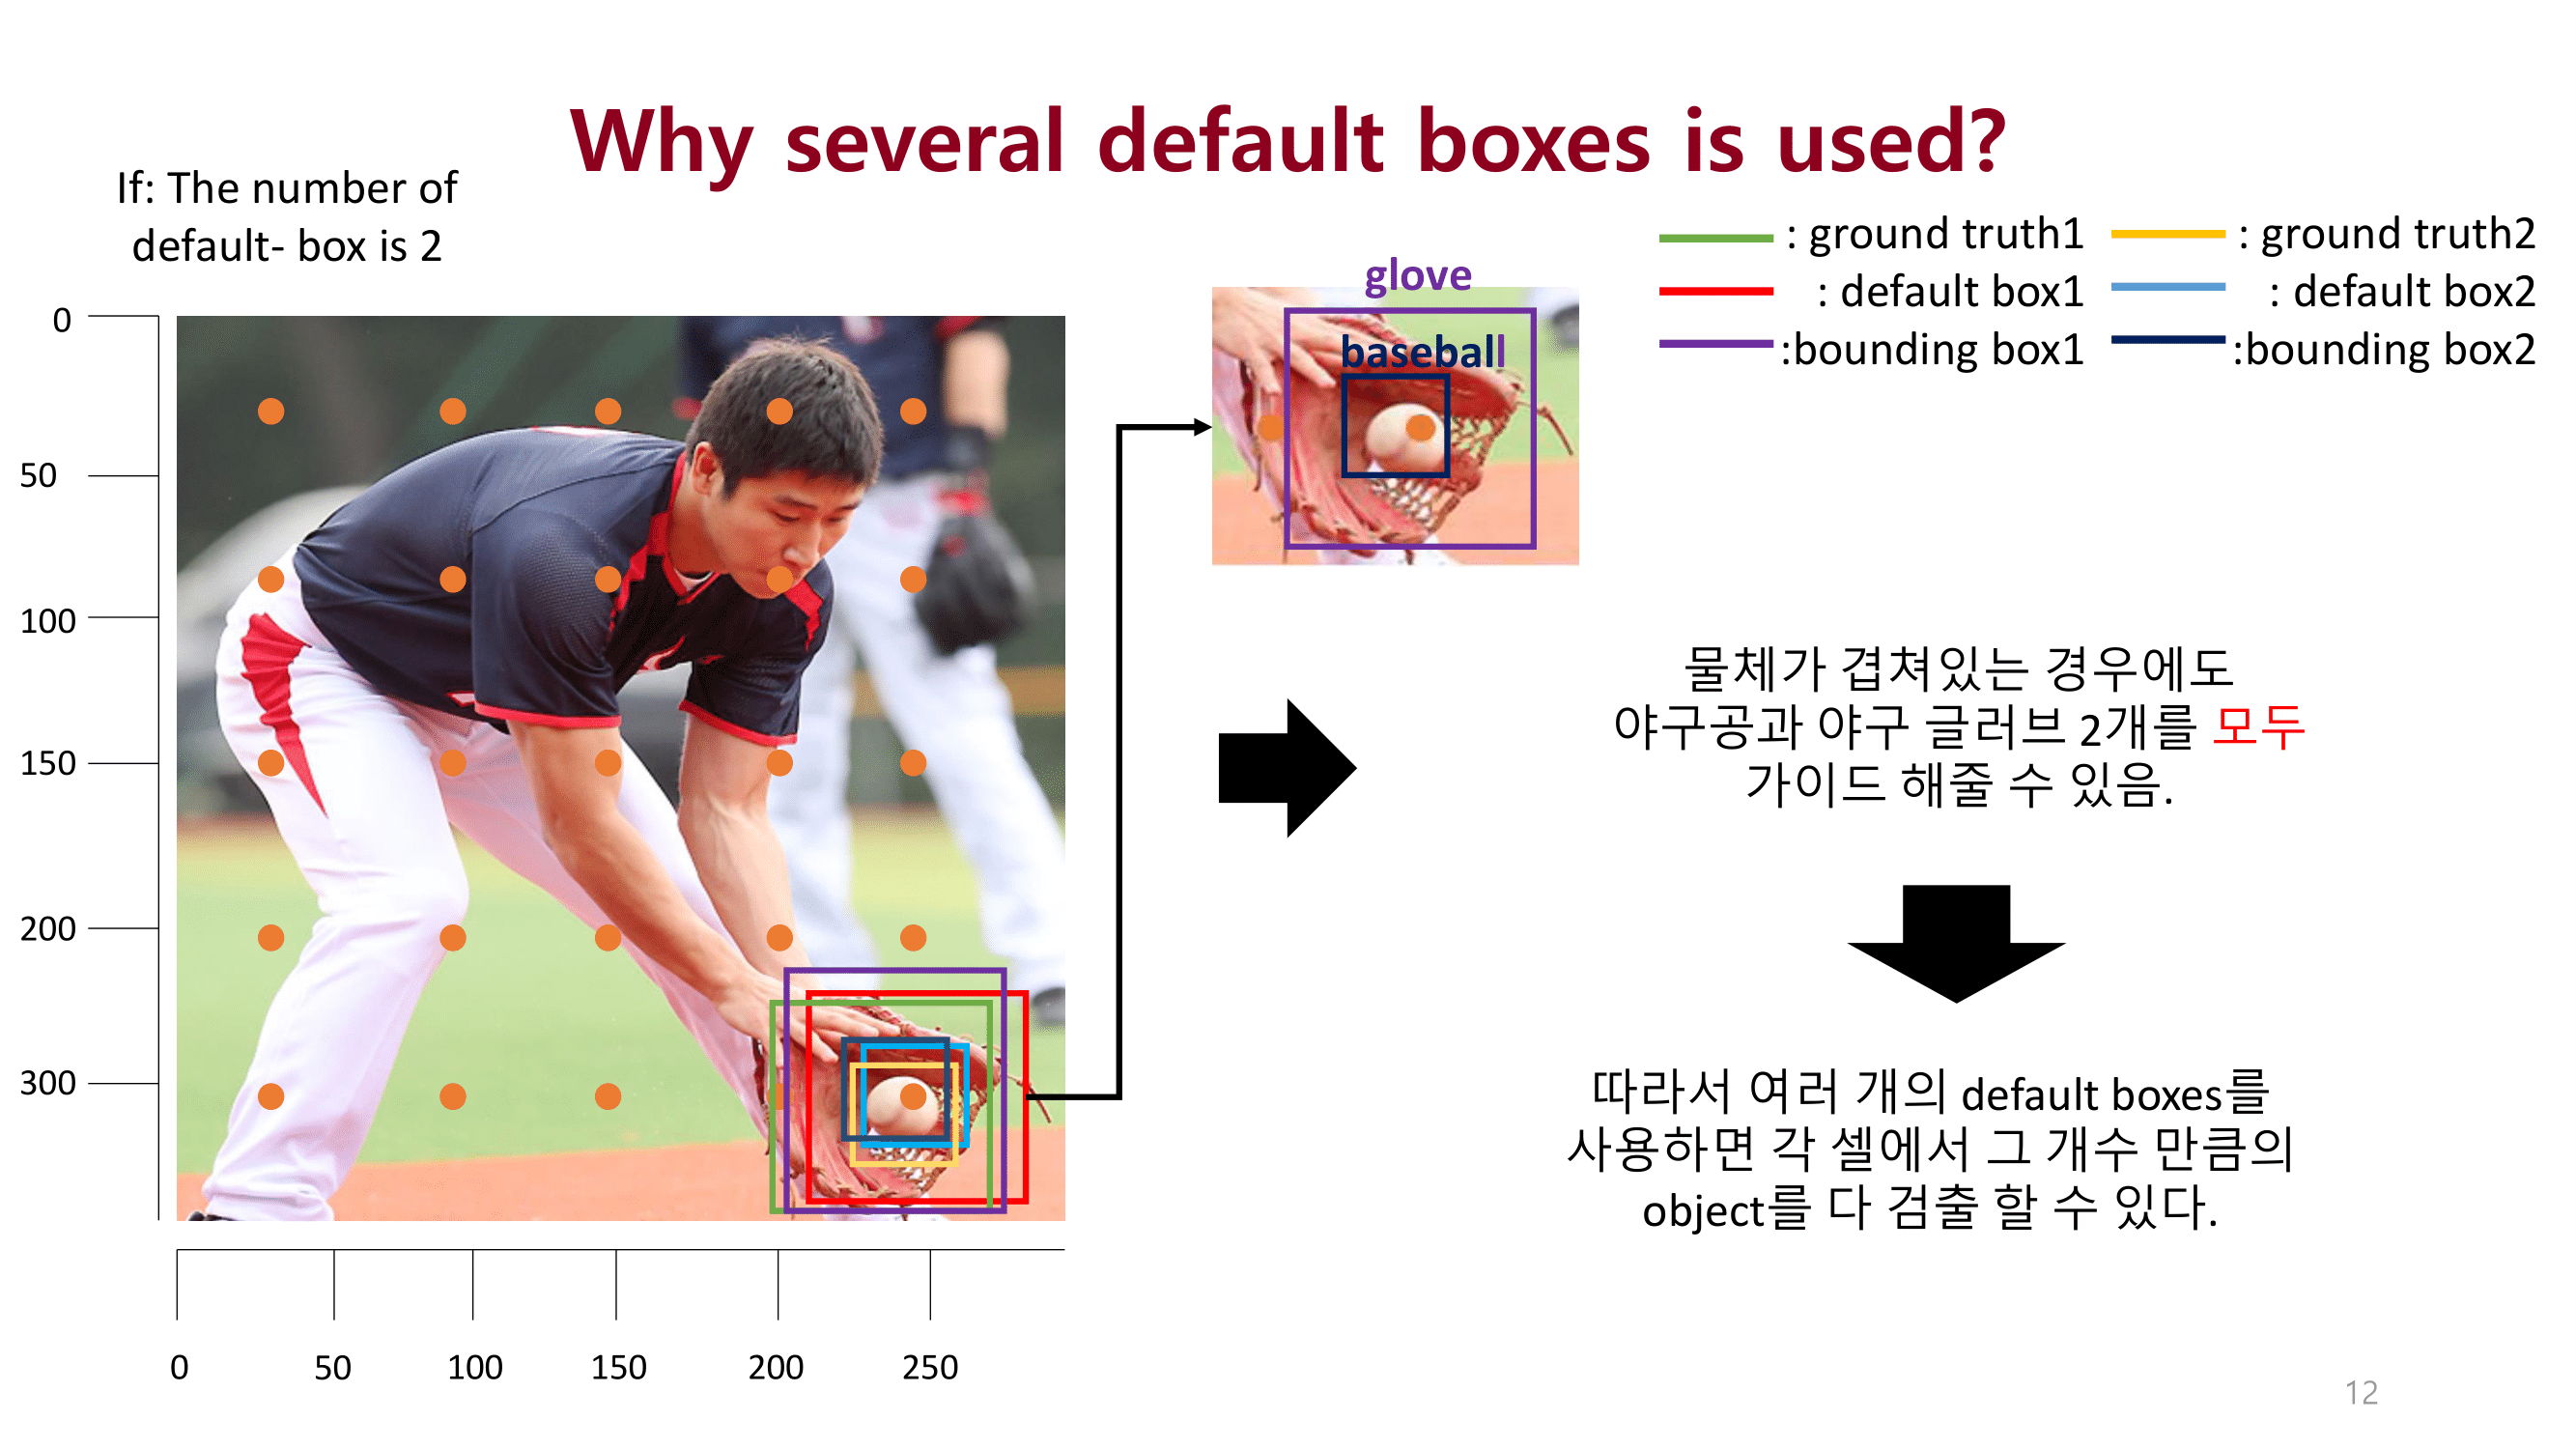 Why several default boxes is used?
If: The number of
default- box is 2
: ground truth1
: ground truth2
: default box1
: default box2
:bounding box1
:bounding box2
glove
baseball
0
50
100
150
200
300
0
50
100
150
200
250
물체가 겹쳐있는 경우에도
야구공과 야구 글러브 2개를 모두
가이드 해줄 수 있음.
따라서 여러 개의 default boxes를
사용하면 각 셀에서 그 개수 만큼의
object를 다 검출 할 수 있다.
12